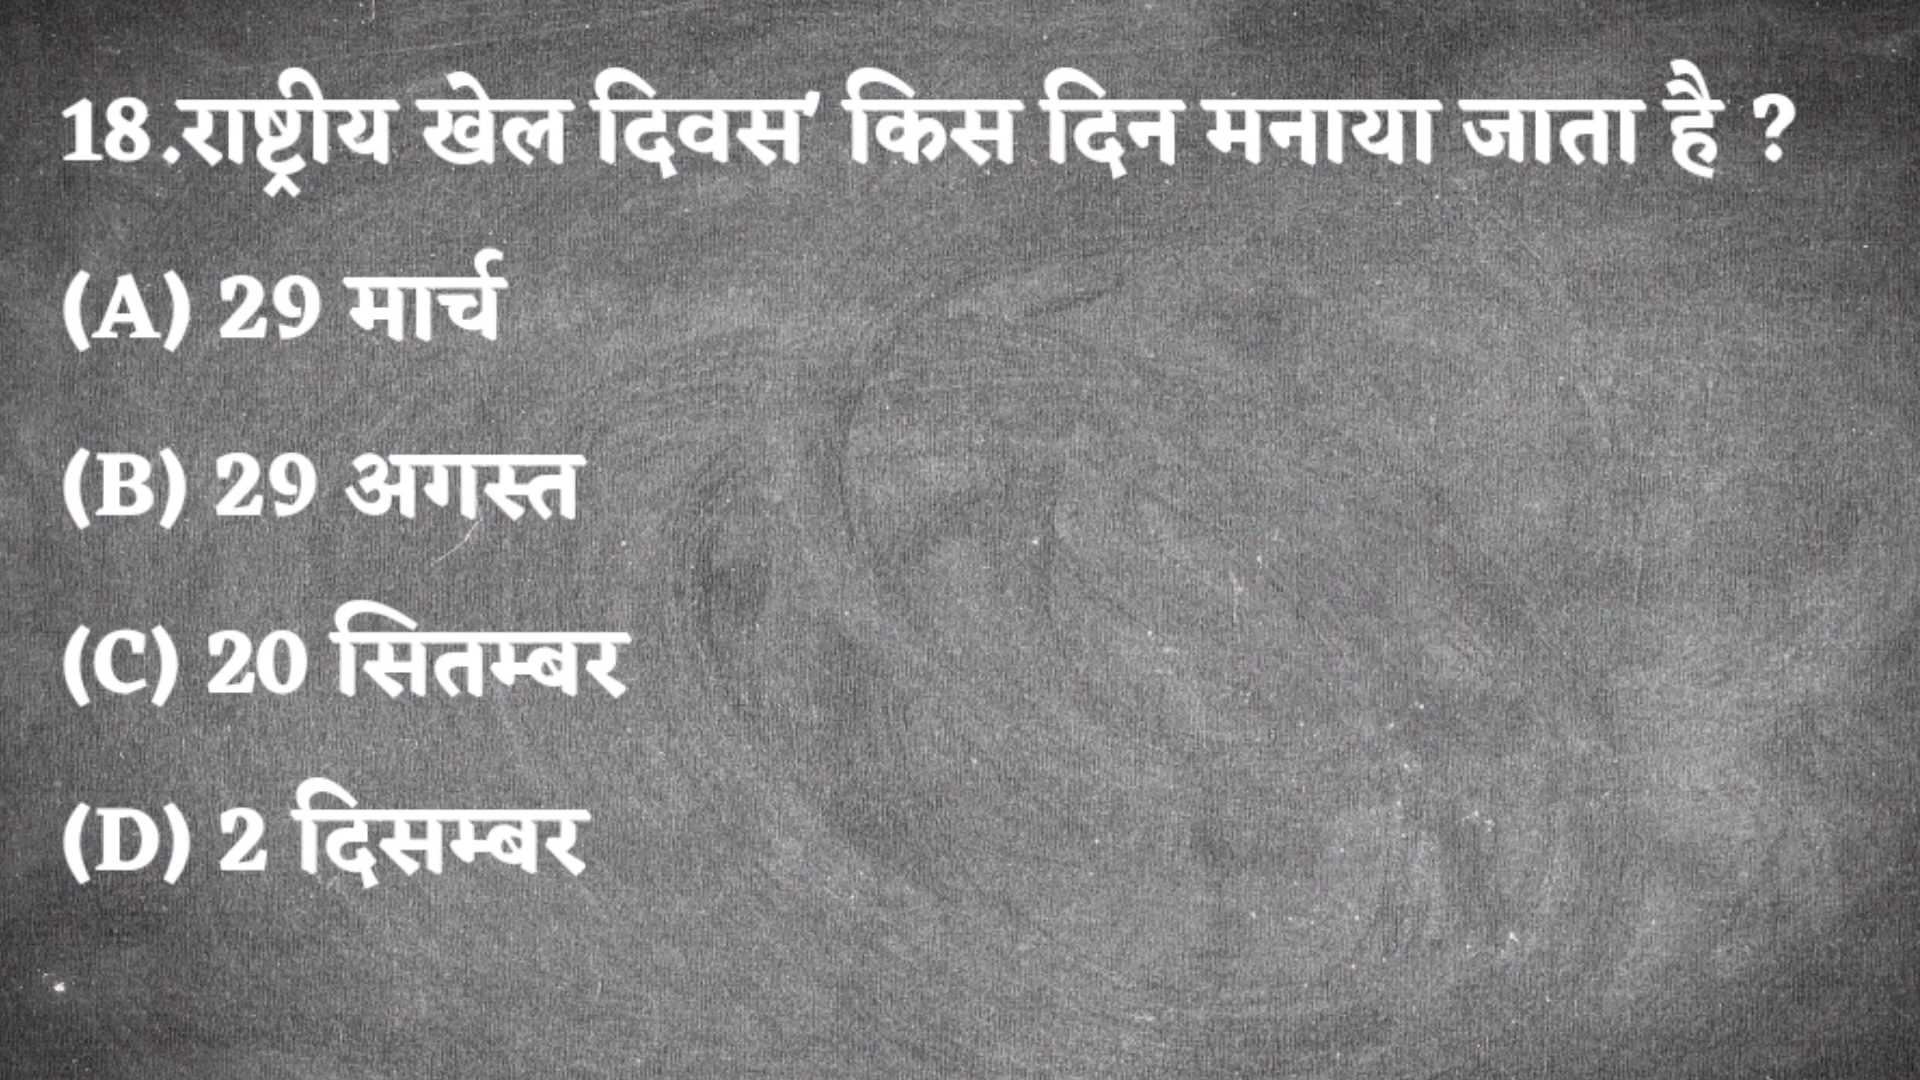 18.राष्ट्रीय खेल दिवस' किस दिन मनाया जाता है ?
(A) 29 मार्च
(B) 29 अगस्त
(C) 20 सितम्बर
(D) 2 दिसम्बर